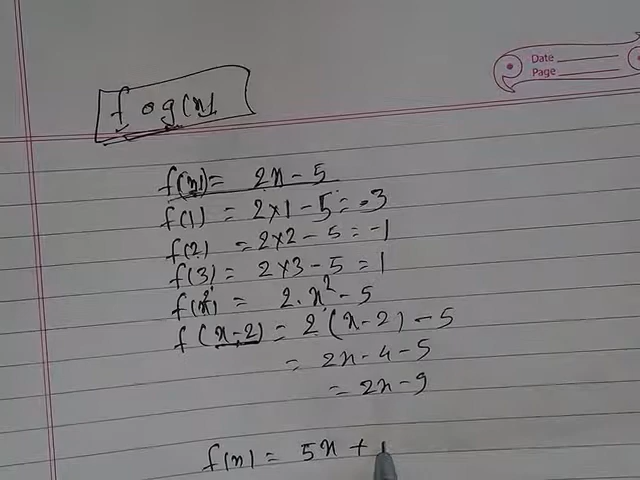 Date
Page
f o g(x)
f(x) = 2x - 5
f(1) = 2×1 - 5 = -3
f(2) = 2×2 - 5 = -1
f(3) = 2×3 - 5 = 1
f(x²) = 2.x² - 5
f(x-2) = 2(x-2) - 5
= 2x - 4 - 5
= 2x - 9
f(x) = 5x +